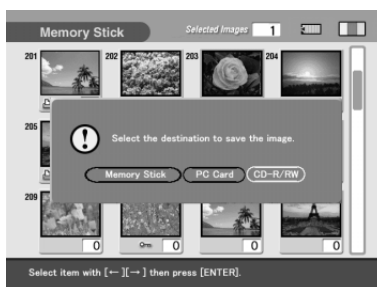 Memory Stick
Selected Images 1
201 202 203 204
205
Select the destination to save the image.
Memory Stick PC Card CD-R/RW
209
0 0 0 0
Select item with [← ][→ ] then press [ENTER].